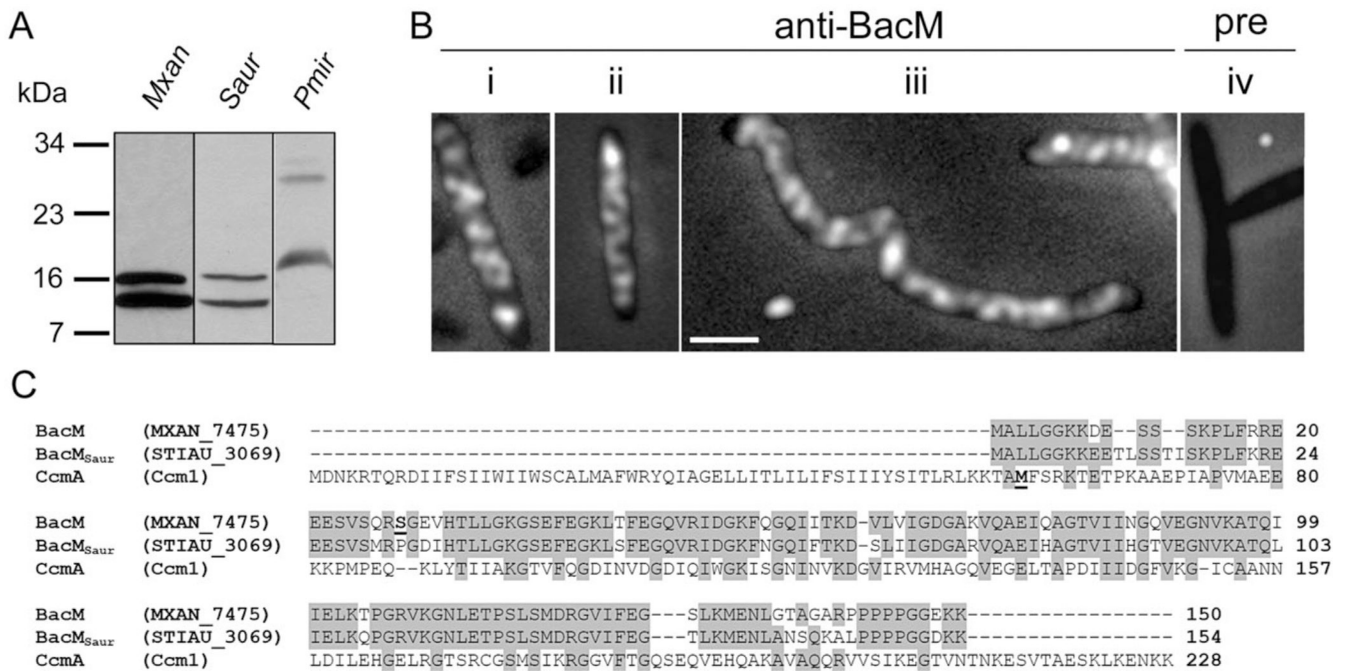 A
Mxan
Saur
Pmir
kDa
34
23
16
7
B
anti-BacM
pre
i
ii
iii
iv
C
BacM (MXAN_7475) --------------------------------------------------------MALLGGKKDE--SS--SKPLFRRE 20
BacMSaur (STIAU_3069) --------------------------------------------------------MALLGGKKEETLSSTISKPLFKRE 24
CcmA (Ccm1) MDNKRTQRDIIFSIIWIIWSCALMAFWRYQIAGELLITLILIFSIIIYSITLRLKKTAMFSRKTETPKAAEPIAPVMAEE 80
BacM (MXAN_7475) EESVSQRSGEVHTLLGKGSEFEGKLTFEGQVRIDGKFQGQIITKD-VLVIGDGAKVQAEIQAGTVIINGQVEGNVKATQI 99
BacMSaur (STIAU_3069) EESVSMRPGDIHTLLGKGSEFEGKLSFEGQVRIDGKFNGQIFTKD-SLIIGDGARVQAEIHAGTVIIHGTVEGNVKATQL 103
CcmA (Ccm1) KKPMPEQ--KLYTIIAKGTVFQGDINVDGDIQIWGKISGNINVKDGVIRVMHAGQVEGELTAPDIIIDGFVKG-ICAANN 157
BacM (MXAN_7475) IELKTPGRVKGNLETPSLSMDRGVIFEG---SLKMENLGTAGARPPPPPGGEKK----------------- 150
BacMSaur (STIAU_3069) IELKQPGRVKGNLETPSLSMDRGVIFEG---TLKMENLANSQKALPPPPGGDKK----------------- 154
CcmA (Ccm1) LDILEHGELRGTSRCGSMSIKRGGVFTGQSEQVEHQAKAVAQQRVVSIKEGTVNTNKESVTAESKLKENKK 228